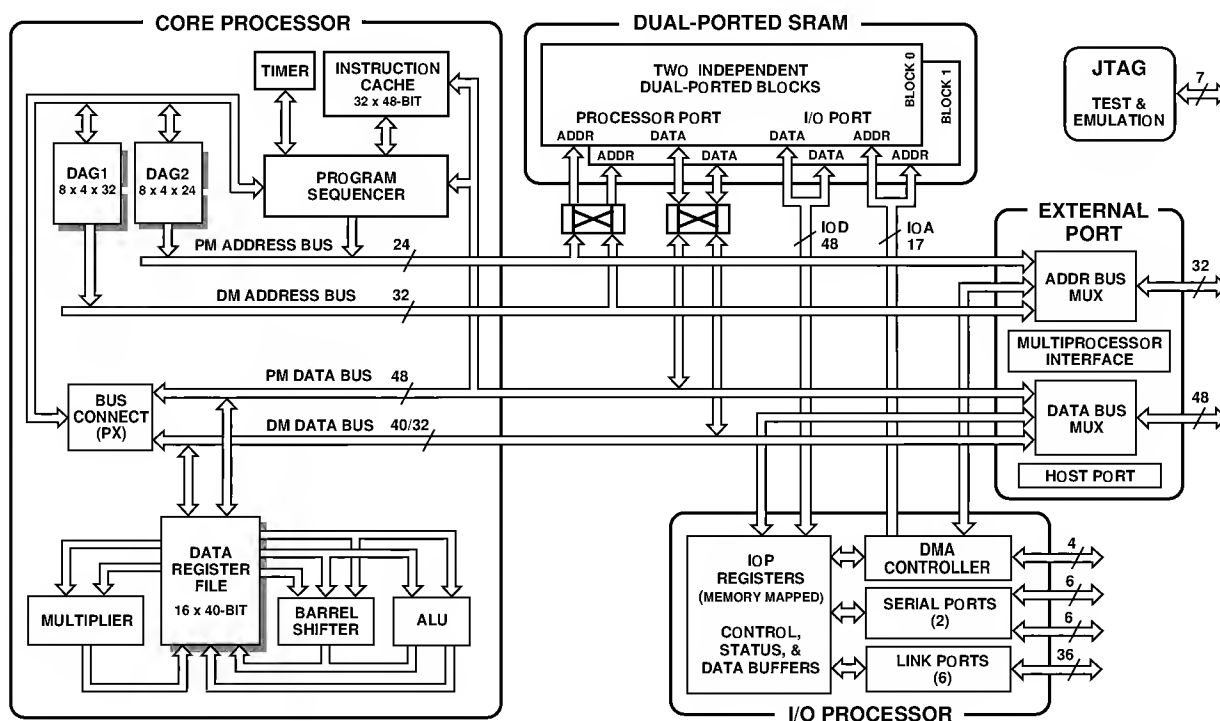 CORE PROCESSOR
TIMER
INSTRUCTION
CACHE
32 x 48-BIT
DAG1
8 x 4 x 32
DAG2
8 x 4 x 24
PROGRAM
SEQUENCER
PM ADDRESS BUS 24
DM ADDRESS BUS 32
BUS
CONNECT
(PX)
PM DATA BUS 48
DM DATA BUS 40/32
DATA
REGISTER
FILE
16 x 40-BIT
MULTIPLIER
BARREL
SHIFTER
ALU
DUAL-PORTED SRAM
TWO INDEPENDENT
DUAL-PORTED BLOCKS
BLOCK 0
BLOCK 1
PROCESSOR PORT
I/O PORT
ADDR
DATA
DATA
ADDR
ADDR
DATA
DATA
ADDR
IOD
48
IOA
17
JTAG
TEST &
EMULATION
7
EXTERNAL
PORT
ADDR BUS
MUX
32
MULTIPROCESSOR
INTERFACE
DATA BUS
MUX
48
HOST PORT
IOP
REGISTERS
(MEMORY MAPPED)
CONTROL,
STATUS, &
DATA BUFFERS
DMA
CONTROLLER
4
SERIAL PORTS
(2)
6
6
LINK PORTS
(6)
36
I/O PROCESSOR